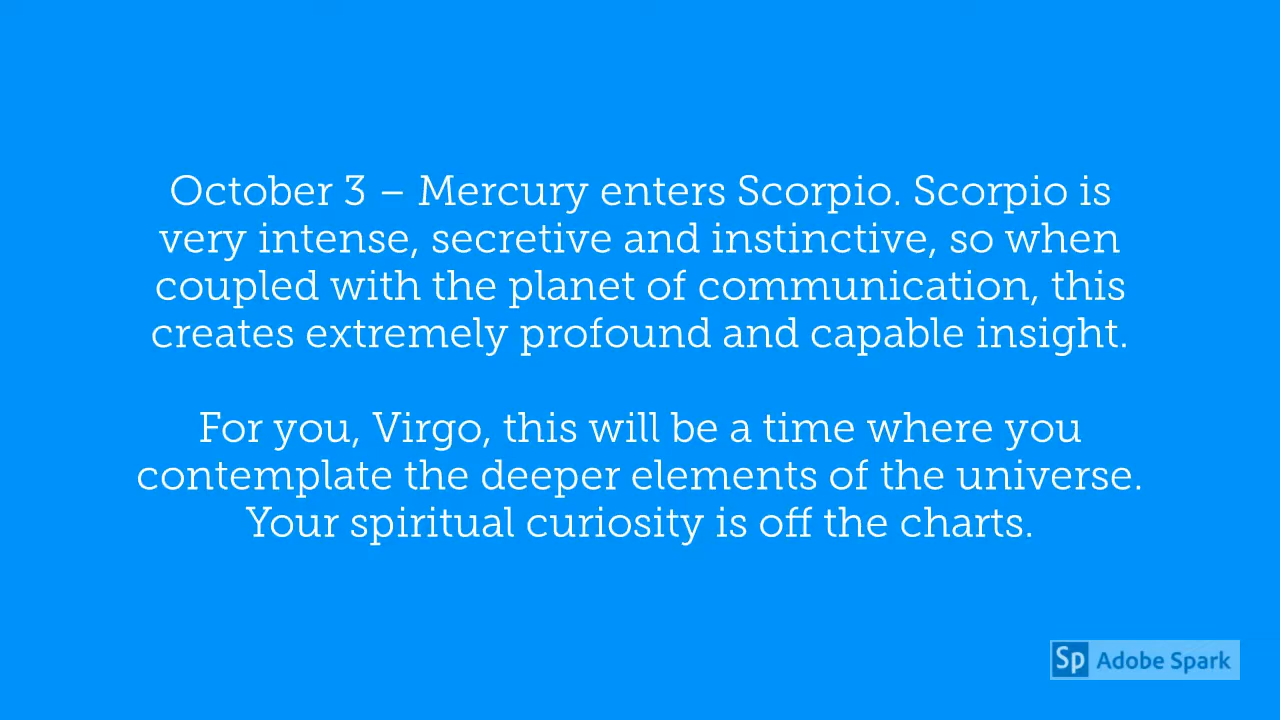 October 3 – Mercury enters Scorpio. Scorpio is
very intense, secretive and instinctive, so when
coupled with the planet of communication, this
creates extremely profound and capable insight.
For you, Virgo, this will be a time where you
contemplate the deeper elements of the universe.
Your spiritual curiosity is off the charts.
Sp Adobe Spark